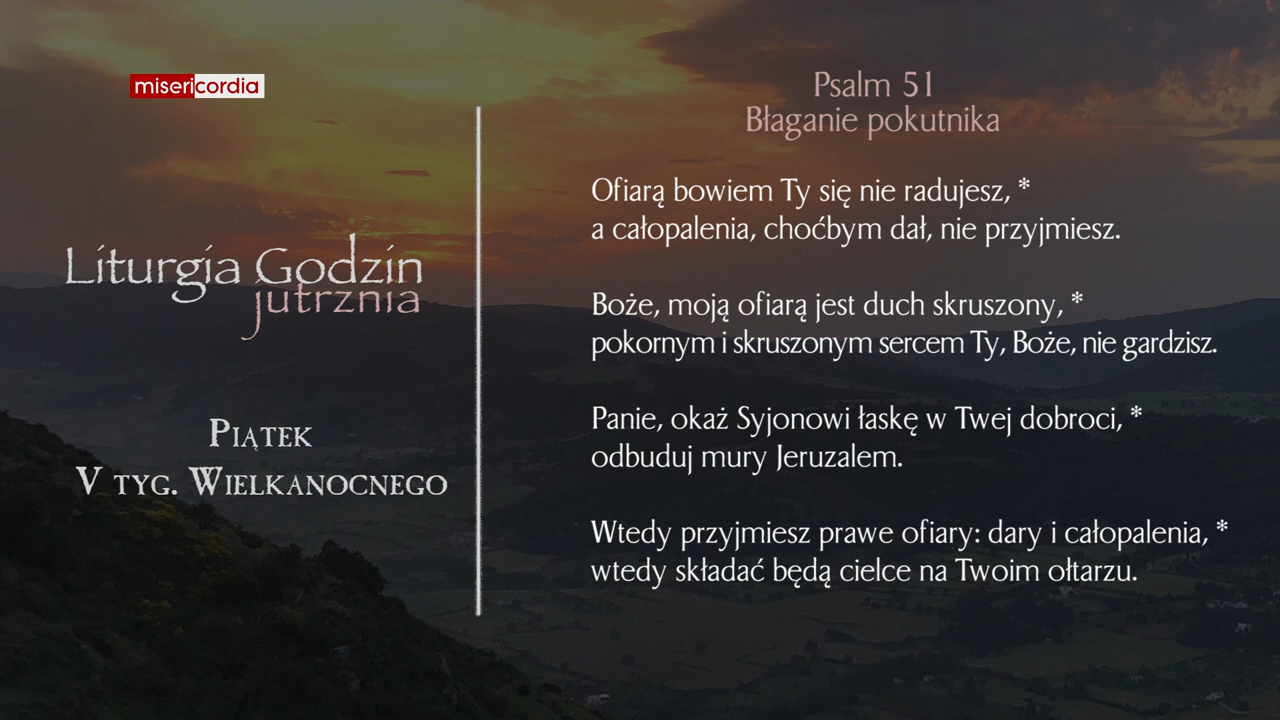 misericordia
Liturgia Godzin
jutrznia
Piątek
V tyg. Wielkanocnego
Psalm 51
Błaganie pokutnika
Ofiarą bowiem Ty się nie radujesz, *
a całopalenia, choćbym dał, nie przyjmiesz.
Boże, moją ofiarą jest duch skruszony, *
pokornym i skruszonym sercem Ty, Boże, nie gardzisz.
Panie, okaż Syjonowi łaskę w Twej dobroci, *
odbuduj mury Jeruzalem.
Wtedy przyjmiesz prawe ofiary: dary i całopalenia, *
wtedy składać będą cielce na Twoim ołtarzu.